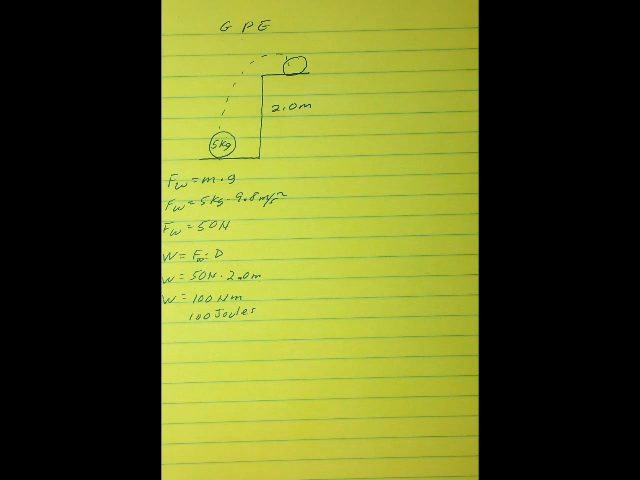 GPE
2.0m
5Kg
Fw = m·g
Fw = 5Kg · 9.8 m/s²
Fw = 50N
W = Fw · D
W = 50N · 2.0m
W = 100 Nm
100 Joules